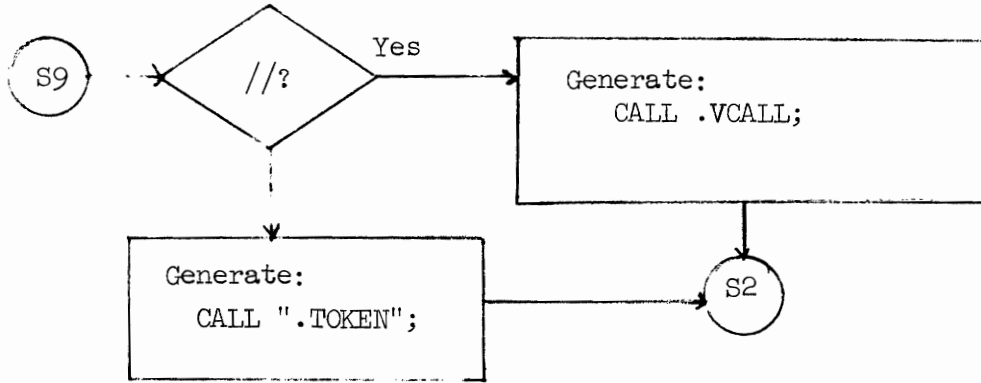 S9
//?
Yes
Generate:
CALL .VCALL;
Generate:
CALL ".TOKEN";
S2